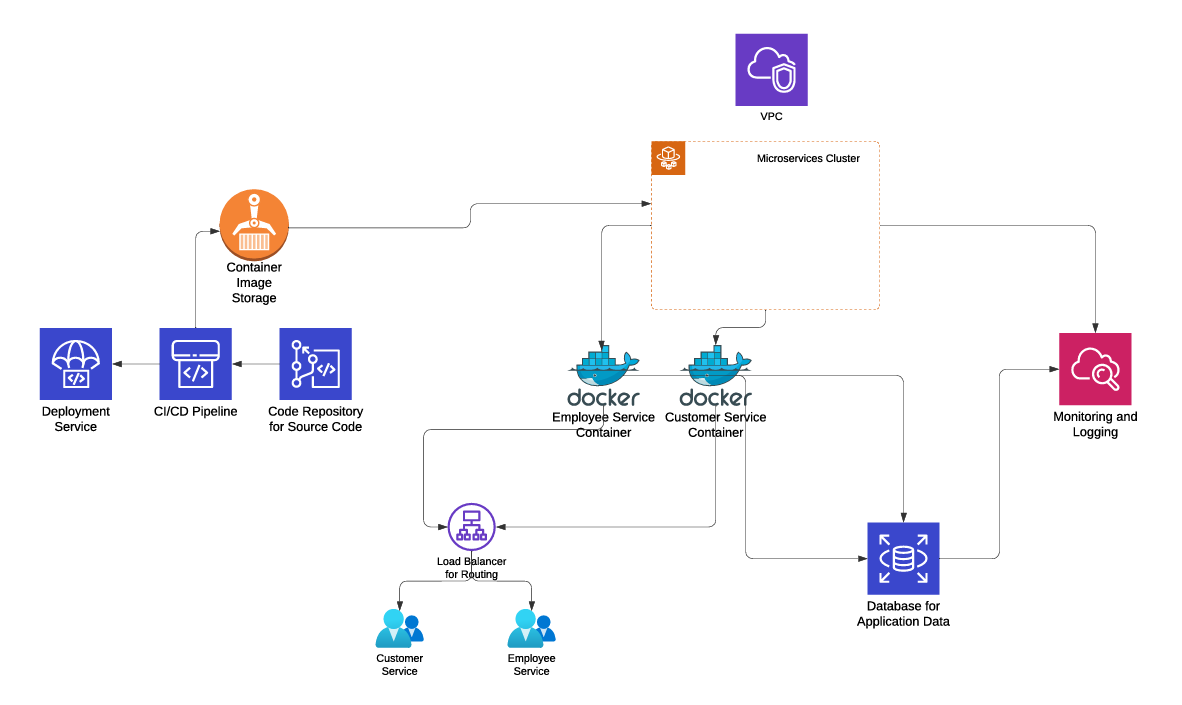 VPC
Microservices Cluster
Container
Image
Storage
Deployment
Service
CI/CD Pipeline
Code Repository
for Source Code
docker
Employee Service
Container
docker
Customer Service
Container
Monitoring and
Logging
Load Balancer
for Routing
Database for
Application Data
Customer
Service
Employee
Service